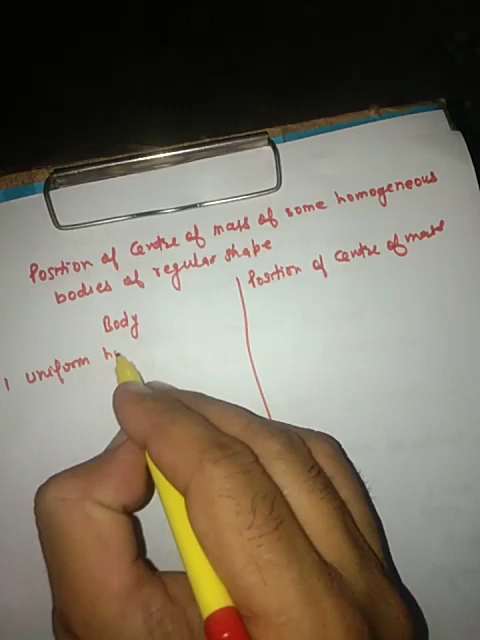 Position of Centre of mass of some homogeneous
bodies of regular shape
Position of centre of mass
Body
1 uniform